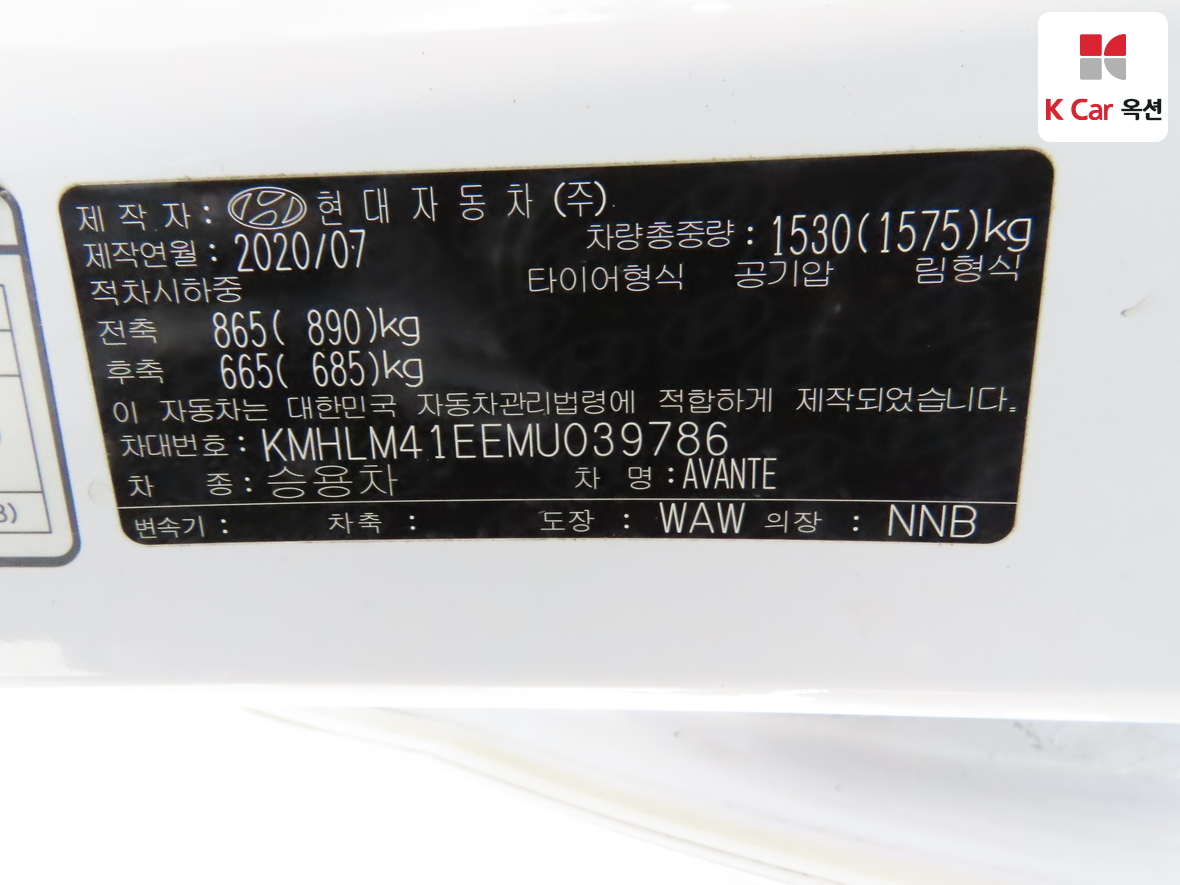 K Car 옥션
제 작 자 : 현 대 자 동 차 (주)
제작연월 : 2020/07 차량총중량 : 1530(1575)kg
적차시하중 타이어형식 공기압 림형식
전축 865( 890)kg
후축 665( 685)kg
이 자동차는 대한민국 자동차관리법령에 적합하게 제작되었습니다.
차대번호 : KMHLM41EEMU039786
차 종 : 승용차 차 명 : AVANTE
변속기 : 차축 : 도장 : WAW 의장 : NNB